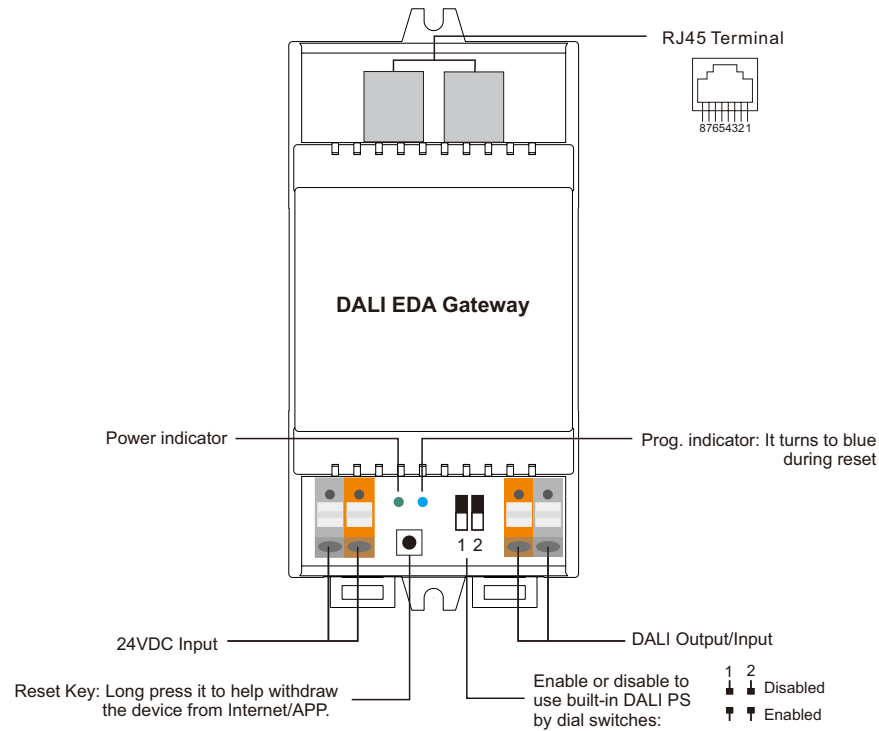 RJ45 Terminal
87654321
DALI EDA Gateway
Power indicator
Prog. indicator: It turns to blue
during reset
1 2
24VDC Input
DALI Output/Input
Reset Key: Long press it to help withdraw
the device from Internet/APP.
Enable or disable to
use built-in DALI PS
by dial switches:
1 2
Disabled
Enabled